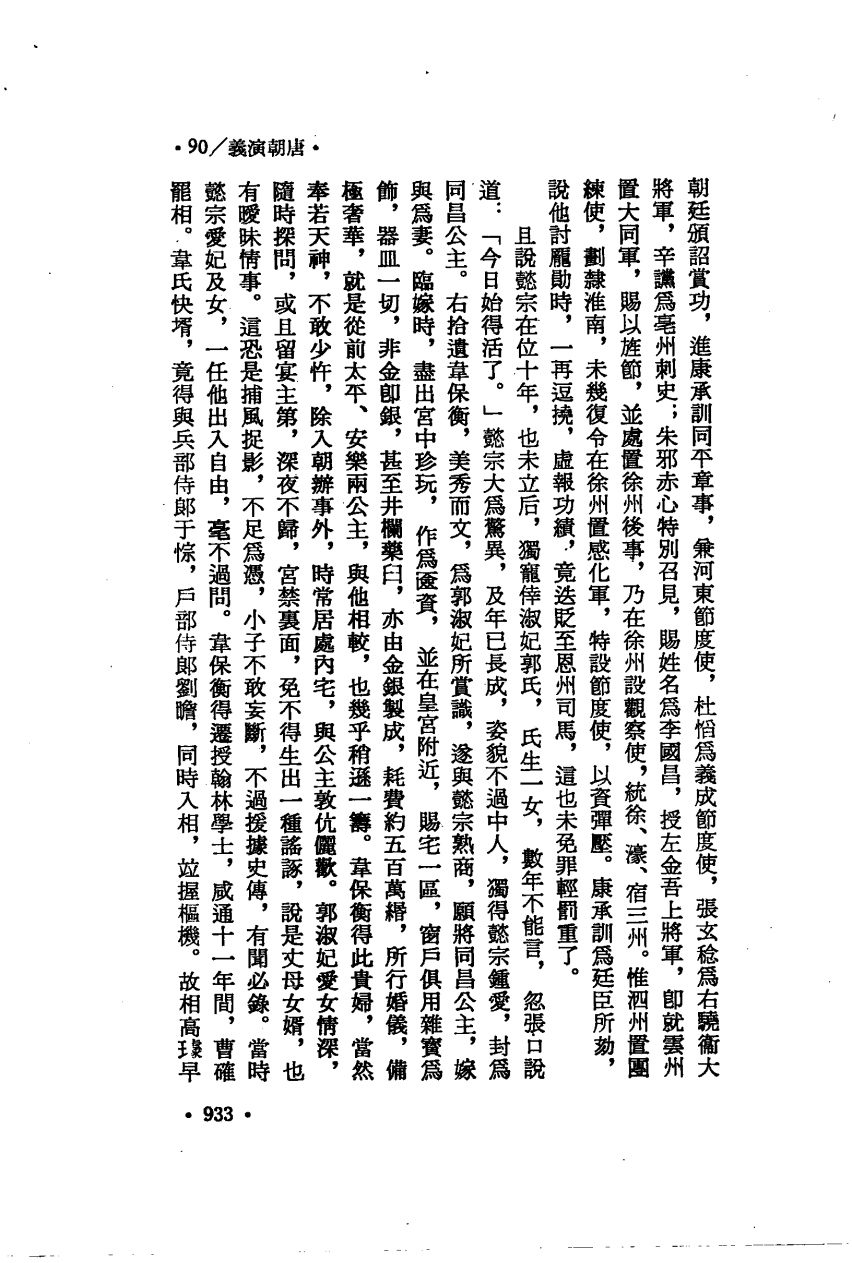 ·唐朝演義／90·
朝廷頒詔賞功，進康承訓同平章事，兼河東節度使，杜慆爲義成節度使，張玄稔爲右驍衞大
將軍，辛讜爲亳州刺史；朱邪赤心特別召見，賜姓名爲李國昌，授左金吾上將軍，卽就雲州
置大同軍，賜以旌節，並處置徐州後事，乃在徐州設觀察使，統徐、濠、宿三州。惟泗州置團
練使，劃隸淮南，未幾復令在徐州置感化軍，特設節度使，以資彈壓。康承訓爲廷臣所劾，
說他討龐勛時，一再逗撓，虛報功績，竟迭貶至恩州司馬，這也未免罪輕罰重了。
且說懿宗在位十年，也未立后，獨寵倖淑妃郭氏，氏生一女，數年不能言，忽張口說
道：「今日始得活了。」懿宗大爲驚異，及年已長成，姿貌不過中人，獨得懿宗鍾愛，封爲
同昌公主。右拾遺韋保衡，美秀而文，爲郭淑妃所賞識，遂與懿宗熟商，願將同昌公主，嫁
與爲妻。臨嫁時，盡出宮中珍玩，作爲匳資，並在皇宮附近，賜宅一區，窗戶俱用雜寶爲
飾，器皿一切，非金卽銀，甚至井欄藥臼，亦由金銀製成，耗費約五百萬緡，所行婚儀，備
極奢華，就是從前太平、安樂兩公主，與他相較，也幾乎稍遜一籌。韋保衡得此貴婦，當然
奉若天神，不敢少忤，除入朝辦事外，時常居處內宅，與公主敦伉儷歡。郭淑妃愛女情深，
隨時探問，或且留宴主第，深夜不歸，宮禁裏面，免不得生出一種謠諑，說是丈母女婿，也
有曖昧情事。這恐是捕風捉影，不足爲憑，小子不敢妄斷，不過援據史傳，有聞必錄。當時
懿宗愛妃及女，一任他出入自由，毫不過問。韋保衡得遷授翰林學士，咸通十一年間，曹確
罷相。韋氏快壻，竟得與兵部侍郎于悰，戶部侍郎劉瞻，同時入相，竝握樞機。故相高璩早
·933·